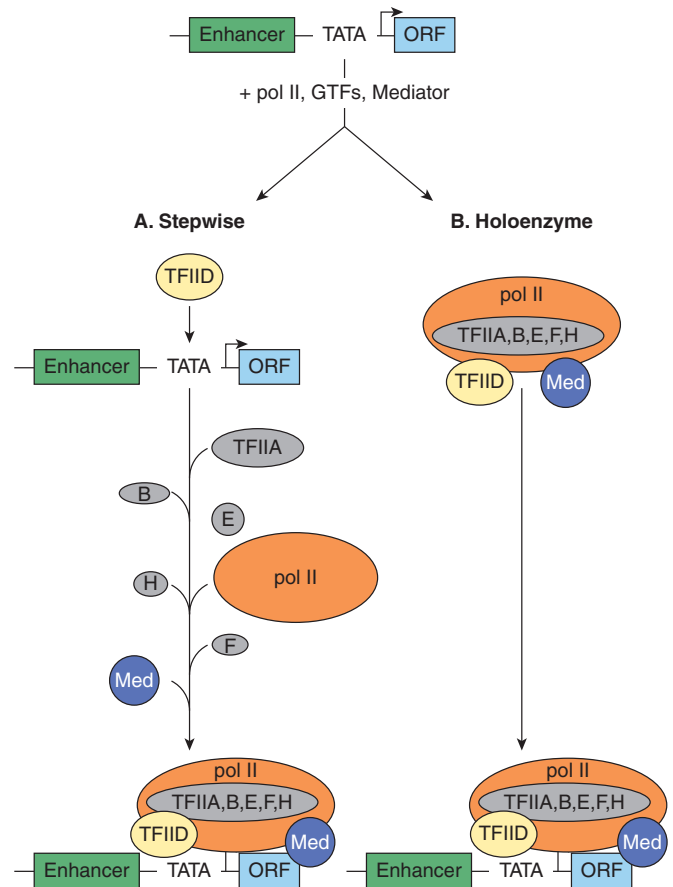 Enhancer TATA ORF
+ pol II, GTFs, Mediator
A. Stepwise
B. Holoenzyme
TFIID
Enhancer TATA ORF
TFIIA
B
E
H
pol II
F
Med
pol II
TFIIA,B,E,F,H
TFIID
Med
Enhancer TATA ORF
pol II
TFIIA,B,E,F,H
TFIID
Med
pol II
TFIIA,B,E,F,H
TFIID
Med
Enhancer TATA ORF